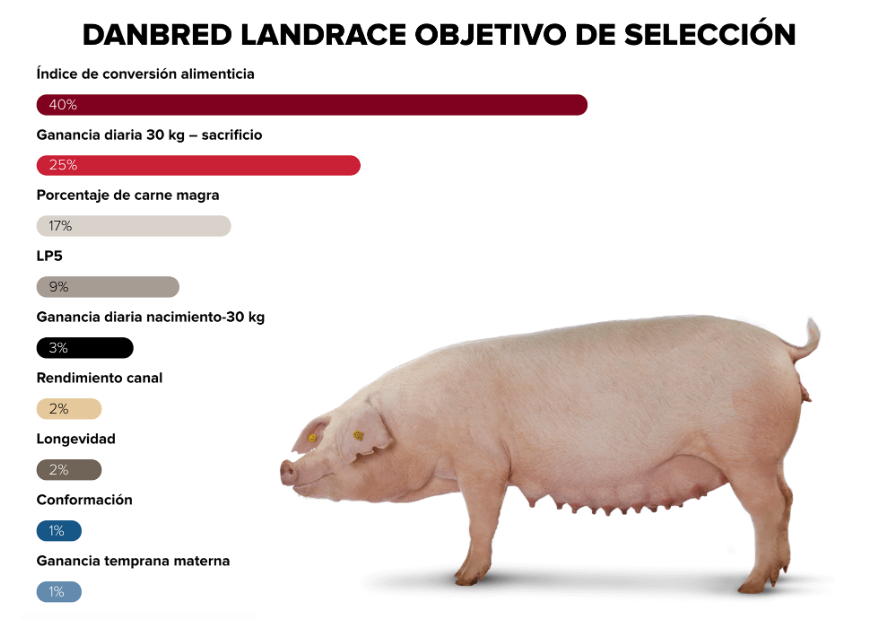 DANBRED LANDRACE OBJETIVO DE SELECCIÓN
Índice de conversión alimenticia
40%
Ganancia diaria 30 kg – sacrificio
25%
Porcentaje de carne magra
17%
LP5
9%
Ganancia diaria nacimiento-30 kg
3%
Rendimiento canal
2%
Longevidad
2%
Conformación
1%
Ganancia temprana materna
1%